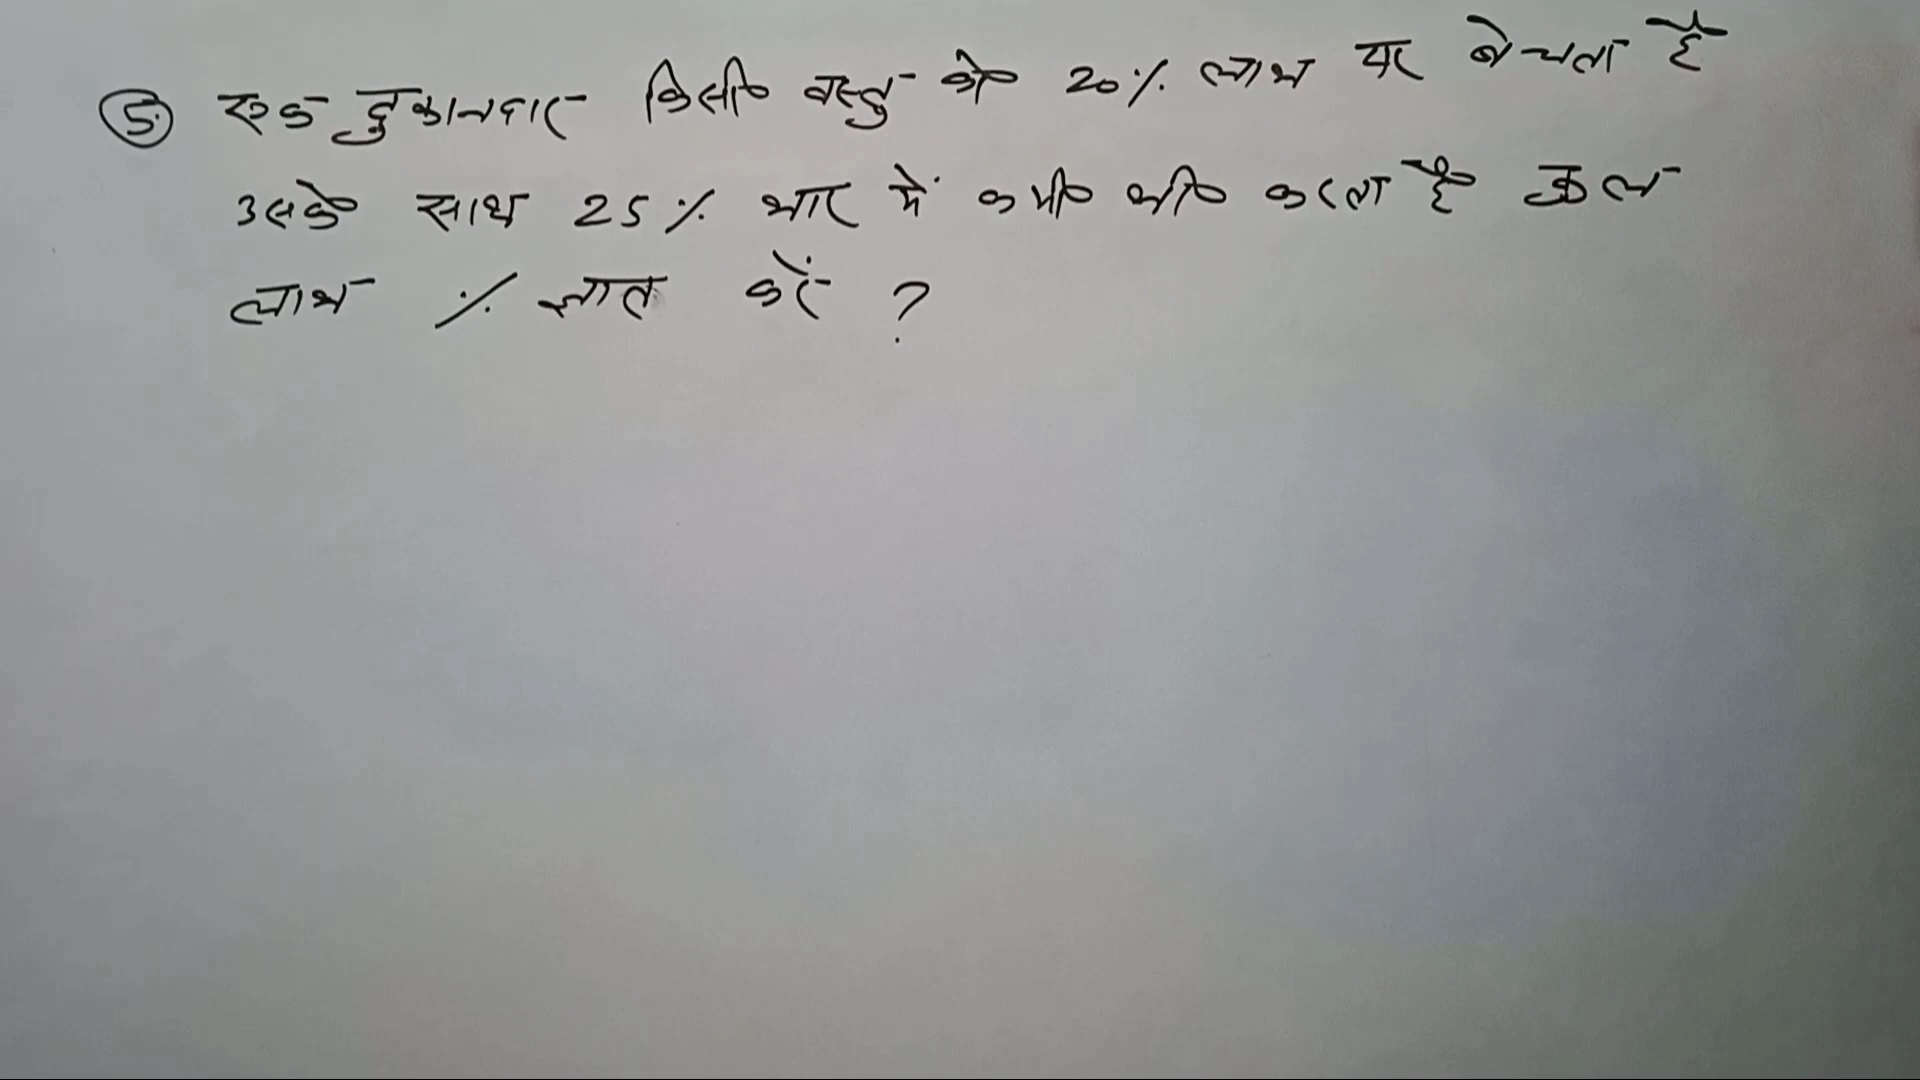 5. एक दुकानदार किसी वस्तु को 20% लाभ पर बेचता है
उसके साथ 25% भार में कमी भी करता है कुल
लाभ % ज्ञात करें ?